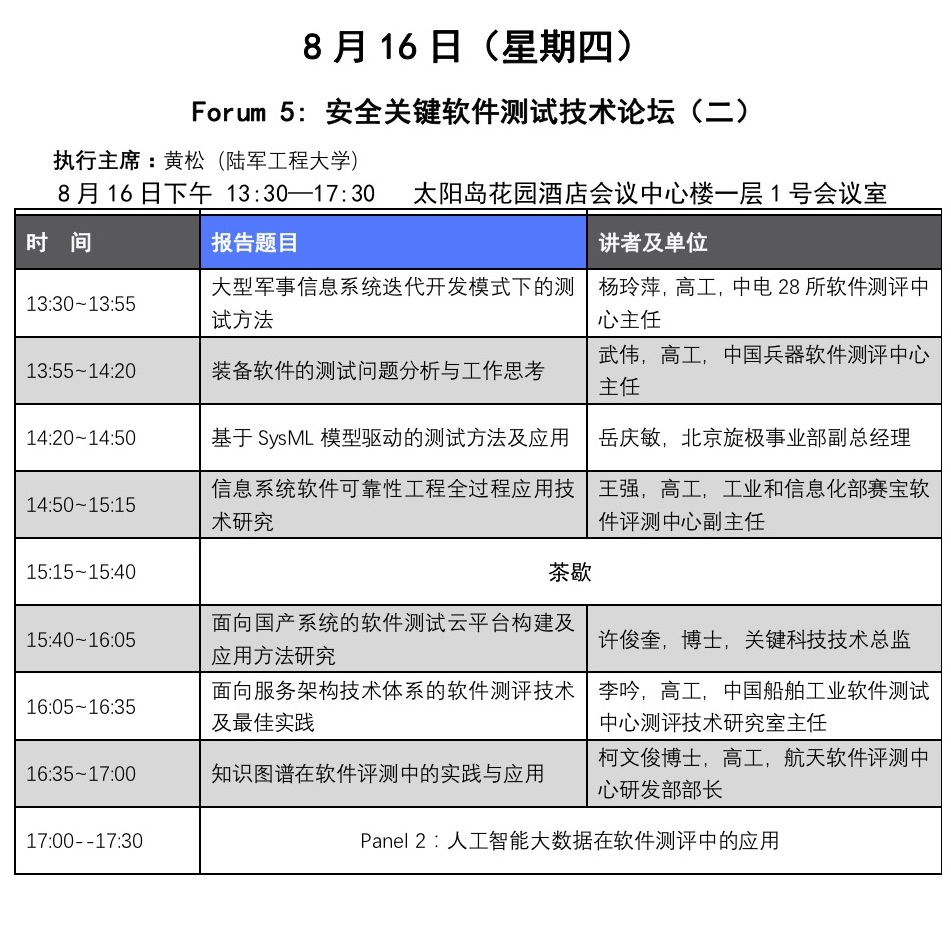 8月16日（星期四）
Forum 5: 安全关键软件测试技术论坛（二）
执行主席：黄松（陆军工程大学）
8月16日下午 13:30—17:30 太阳岛花园酒店会议中心楼一层1号会议室
时 间 报告题目 讲者及单位
13:30~13:55
大型军事信息系统迭代开发模式下的测
试方法
杨玲萍, 高工, 中电28所软件测评中
心主任
13:55~14:20
装备软件的测试问题分析与工作思考
武伟, 高工, 中国兵器软件测评中心
主任
14:20~14:50
基于 SysML 模型驱动的测试方法及应用
岳庆敏, 北京旋极事业部副总经理
14:50~15:15
信息系统软件可靠性工程全过程应用技
术研究
王强, 高工, 工业和信息化部赛宝软
件评测中心副主任
15:15~15:40
茶歇
15:40~16:05
面向国产系统的软件测试云平台构建及
应用方法研究
许俊奎, 博士, 关键科技技术总监
16:05~16:35
面向服务架构技术体系的软件测评技术
及最佳实践
李吟, 高工, 中国船舶工业软件测试
中心测评技术研究室主任
16:35~17:00
知识图谱在软件评测中的实践与应用
柯文俊博士, 高工, 航天软件评测中
心研发部部长
17:00--17:30
Panel 2：人工智能大数据在软件测评中的应用